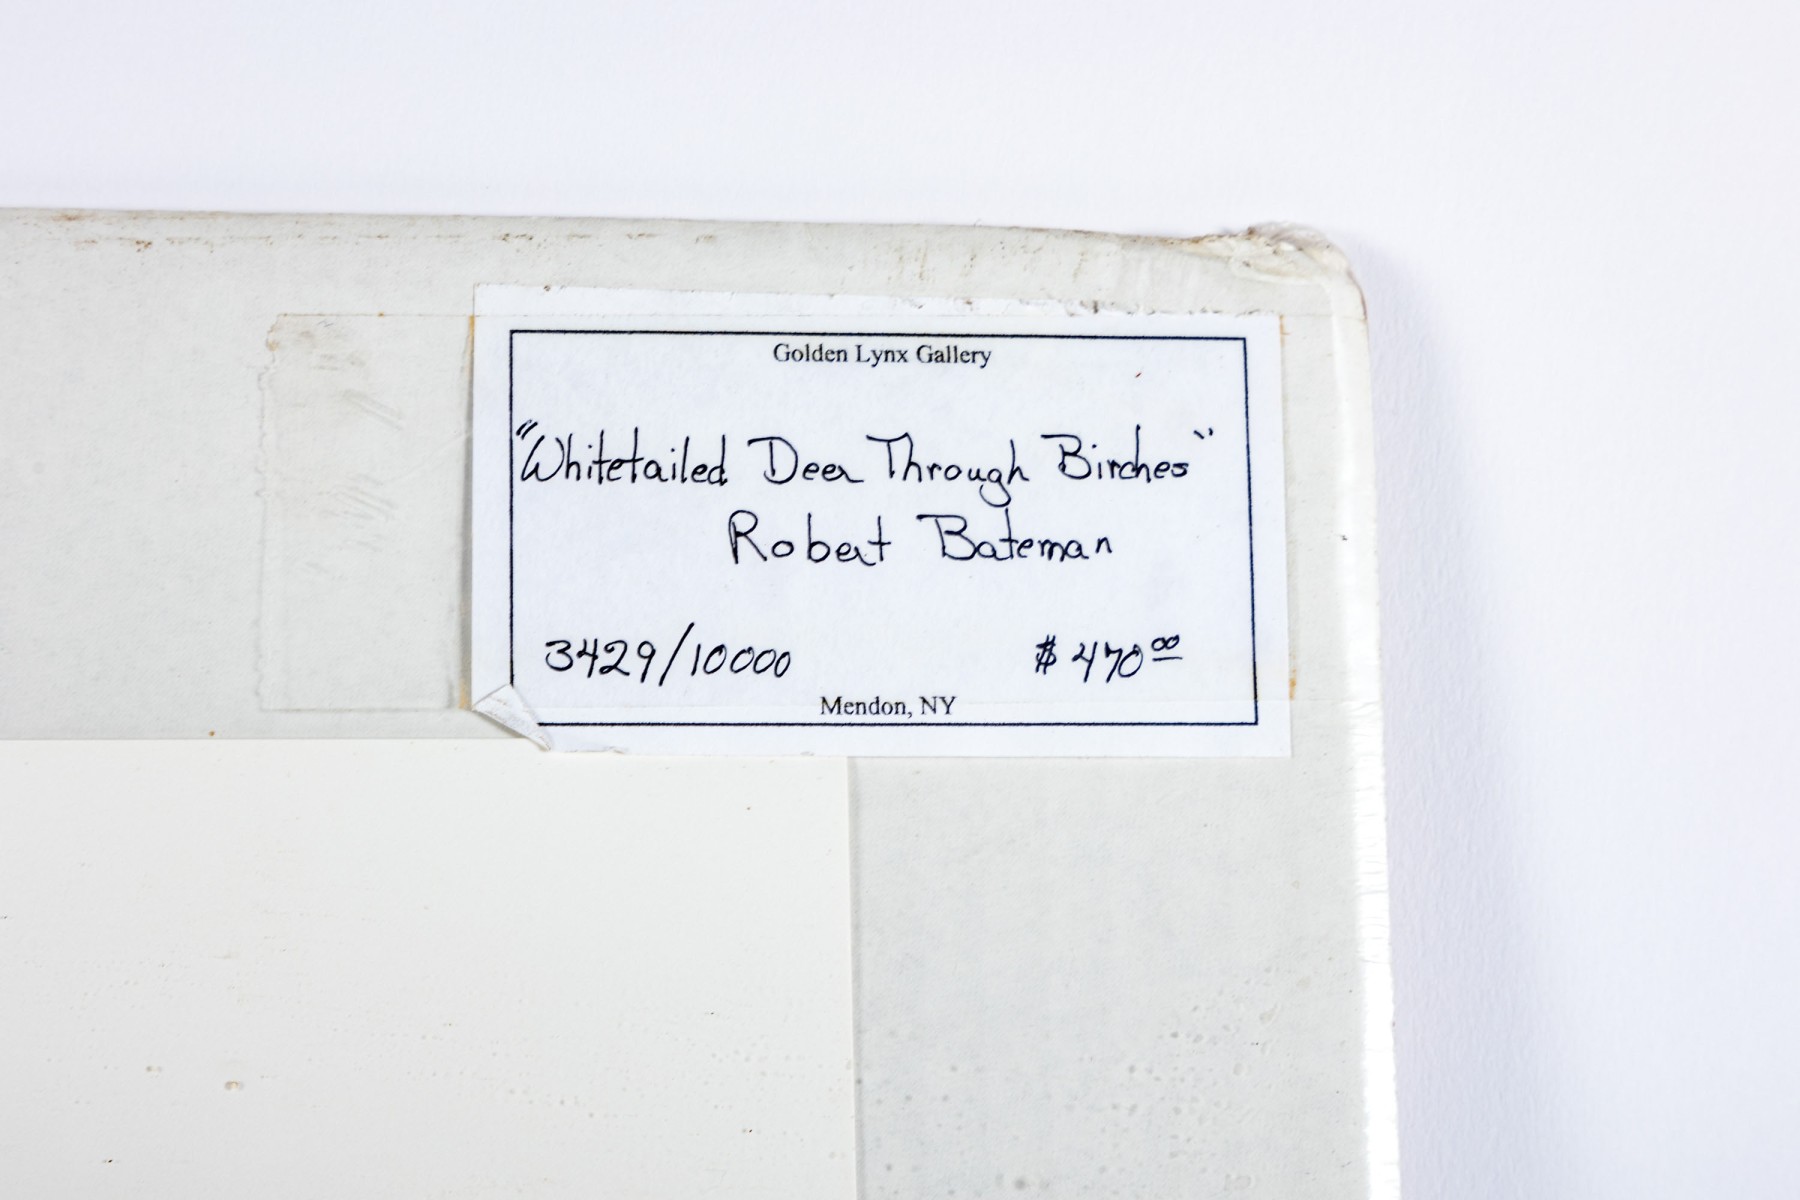 Golden Lynx Gallery
"Whitetailed Deer Through Birches"
Robert Bateman
3429/10000 $470.00
Mendon, NY